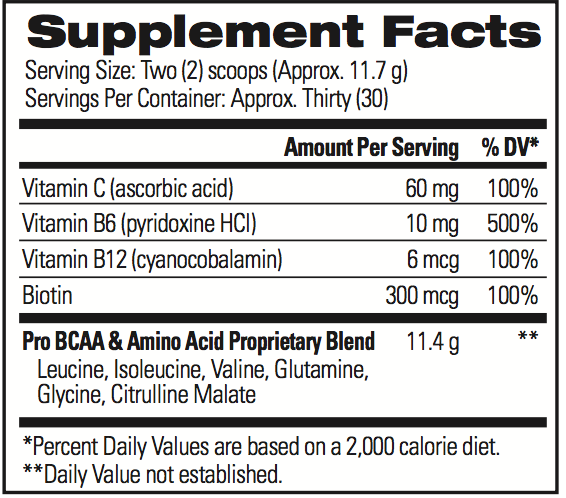 Supplement Facts
Serving Size: Two (2) scoops (Approx. 11.7 g)
Servings Per Container: Approx. Thirty (30)
Amount Per Serving % DV*
Vitamin C (ascorbic acid) 60 mg 100%
Vitamin B6 (pyridoxine HCl) 10 mg 500%
Vitamin B12 (cyanocobalamin) 6 mcg 100%
Biotin 300 mcg 100%
Pro BCAA & Amino Acid Proprietary Blend 11.4 g **
Leucine, Isoleucine, Valine, Glutamine,
Glycine, Citrulline Malate
*Percent Daily Values are based on a 2,000 calorie diet.
**Daily Value not established.